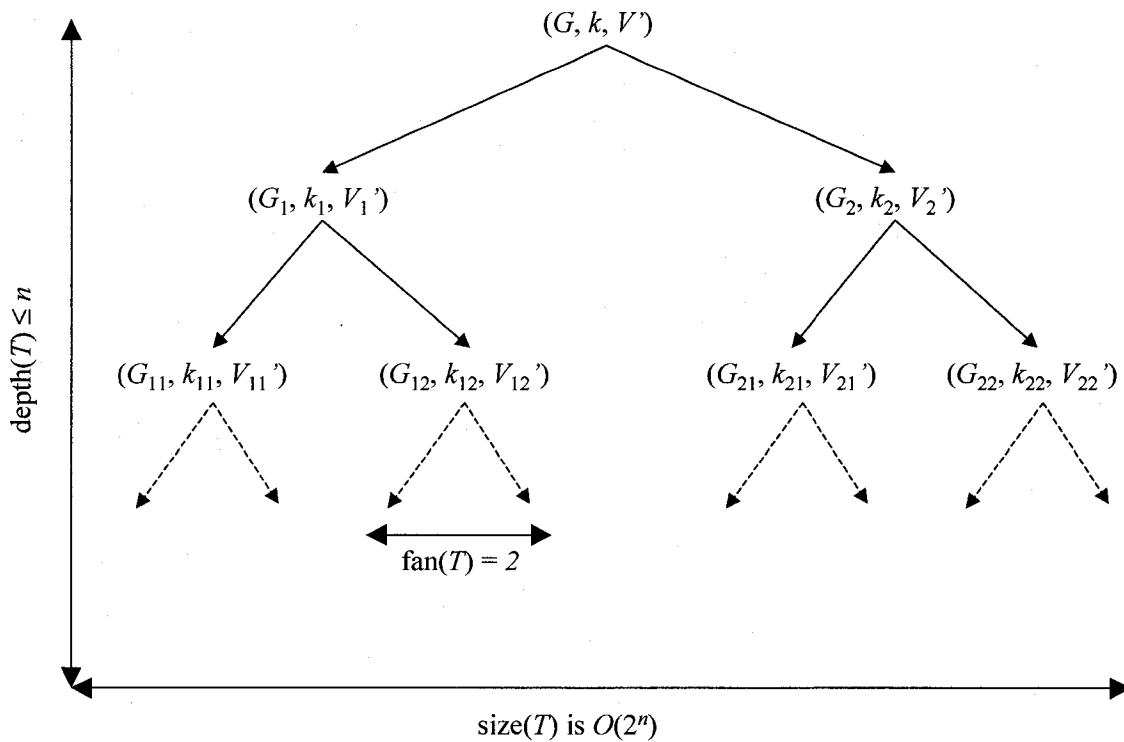 (G, k, V’)
(G₁, k₁, V₁’) (G₂, k₂, V₂’)
depth(T) ≤ n
(G₁₁, k₁₁, V₁₁’) (G₁₂, k₁₂, V₁₂’) (G₂₁, k₂₁, V₂₁’) (G₂₂, k₂₂, V₂₂’)
fan(T) = 2
size(T) is O(2ⁿ)